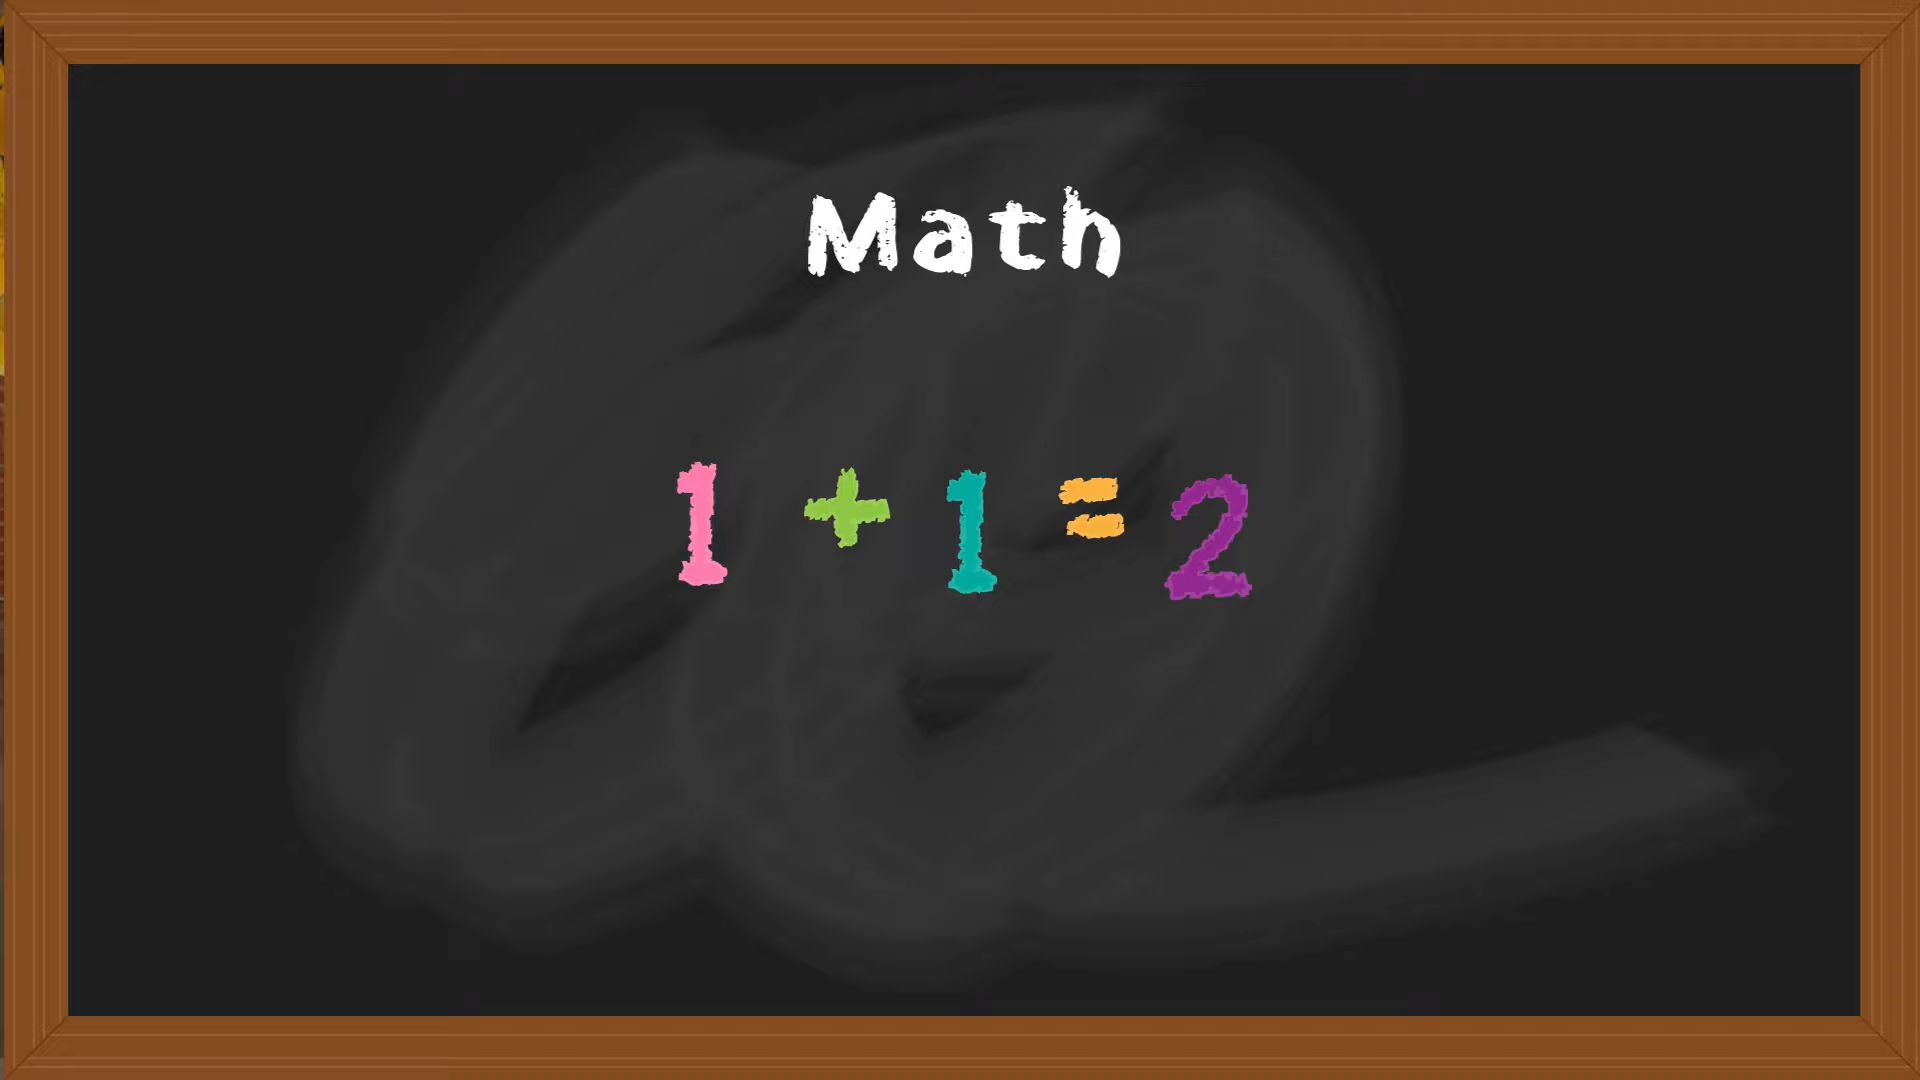 Math
1 + 1 = 2